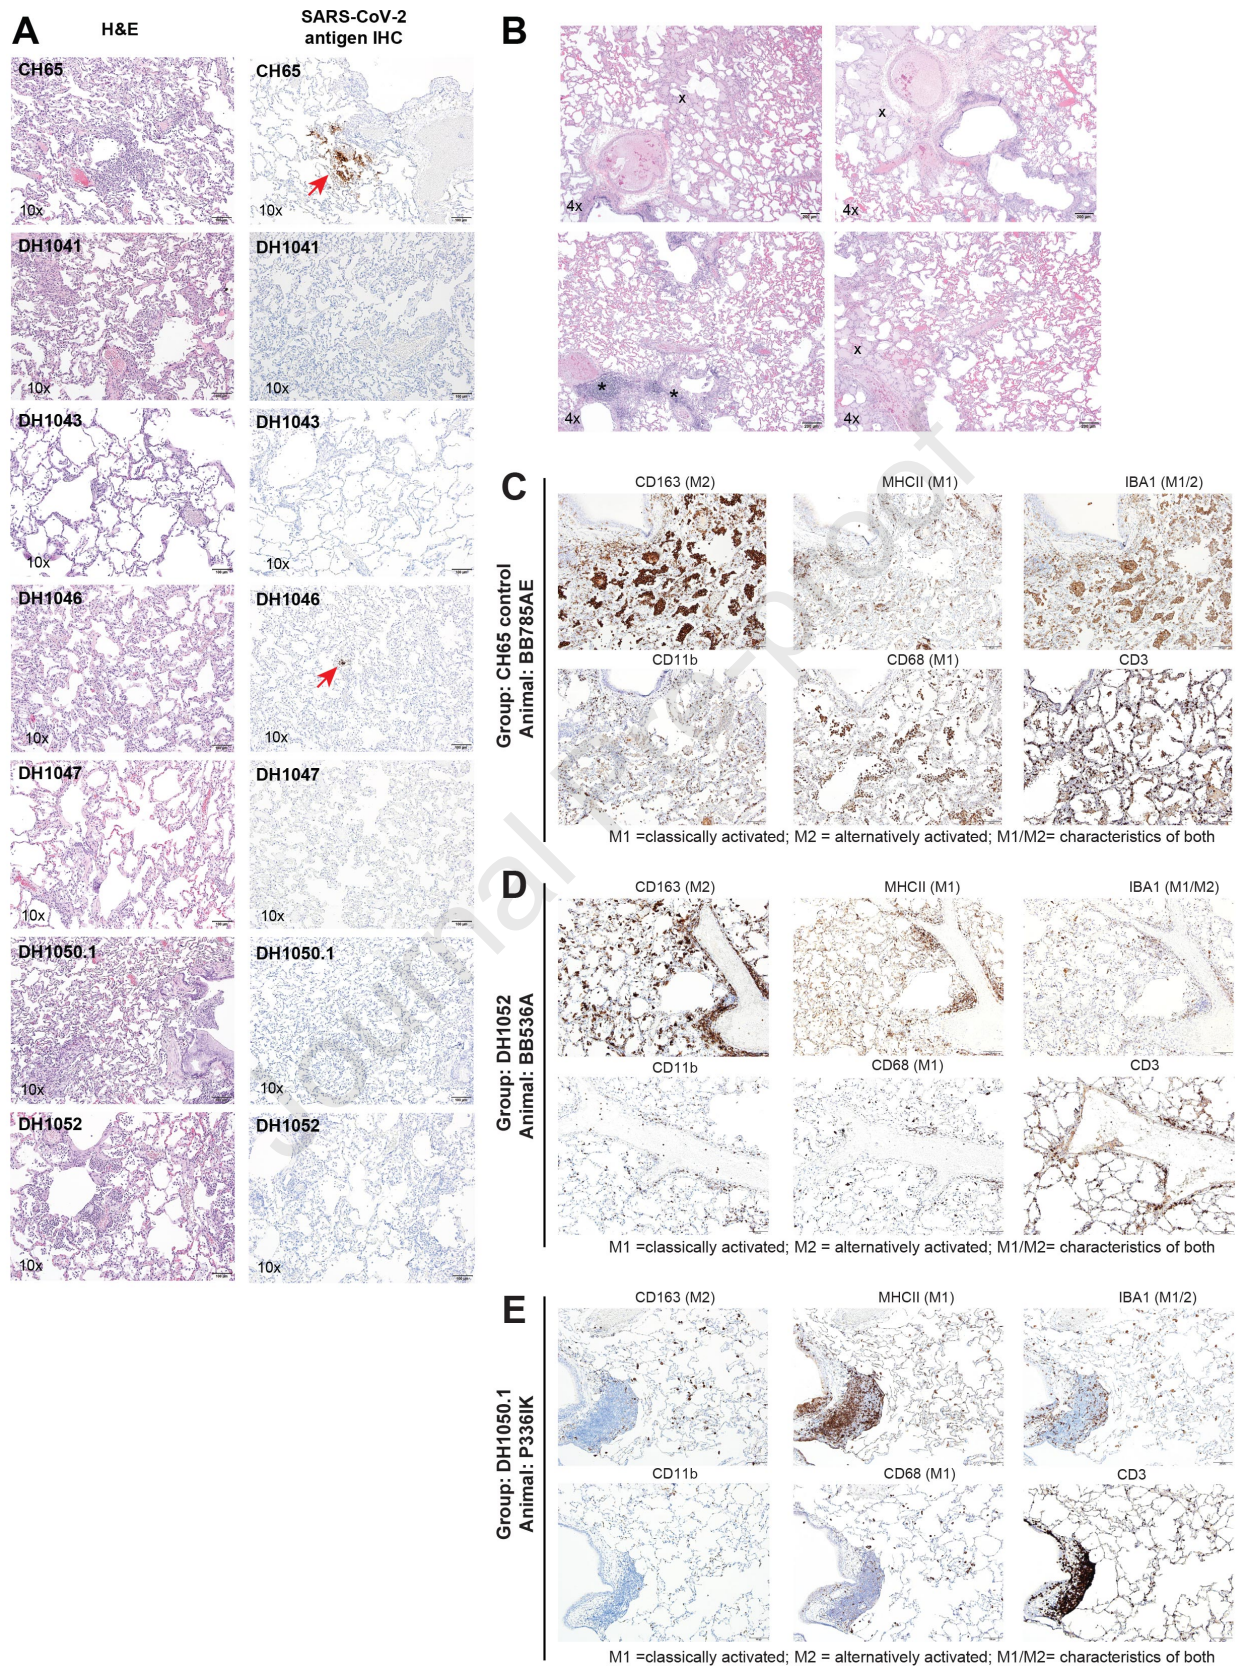 A
H&E
SARS-CoV-2
antigen IHC
CH65
10x
CH65
10x
DH1041
10x
DH1041
10x
DH1043
10x
DH1043
10x
DH1046
10x
DH1046
10x
DH1047
10x
DH1047
10x
DH1050.1
10x
DH1050.1
10x
DH1052
10x
DH1052
10x
B
x
4x
x
4x
* *
4x
x
4x
C
Group: CH65 control
Animal: BB785AE
CD163 (M2)
MHCII (M1)
IBA1 (M1/2)
CD11b
CD68 (M1)
CD3
M1 =classically activated; M2 = alternatively activated; M1/M2= characteristics of both
D
Group: DH1052
Animal: BB536A
CD163 (M2)
MHCII (M1)
IBA1 (M1/M2)
CD11b
CD68 (M1)
CD3
M1 =classically activated; M2 = alternatively activated; M1/M2= characteristics of both
E
Group: DH1050.1
Animal: P336IK
CD163 (M2)
MHCII (M1)
IBA1 (M1/2)
CD11b
CD68 (M1)
CD3
M1 =classically activated; M2 = alternatively activated; M1/M2= characteristics of both
Journal Pre-proof